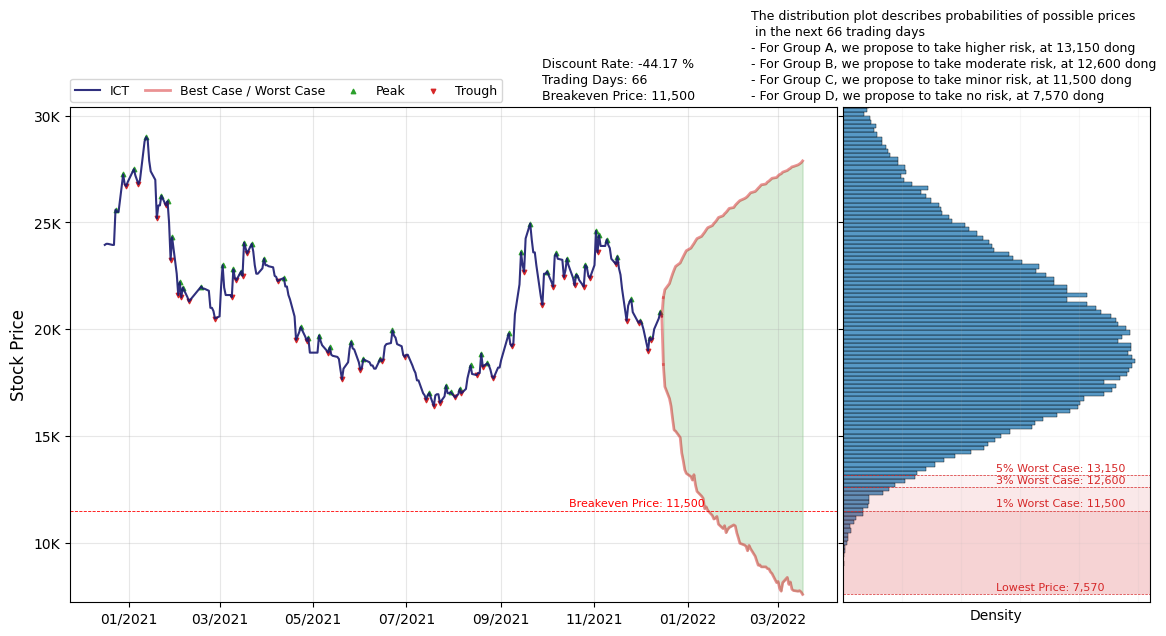 The distribution plot describes probabilities of possible prices
in the next 66 trading days
- For Group A, we propose to take higher risk, at 13,150 dong
- For Group B, we propose to take moderate risk, at 12,600 dong
- For Group C, we propose to take minor risk, at 11,500 dong
- For Group D, we propose to take no risk, at 7,570 dong
Discount Rate: -44.17 %
Trading Days: 66
Breakeven Price: 11,500
ICT
Best Case / Worst Case
Peak
Trough
Stock Price
30K
25K
20K
15K
10K
Breakeven Price: 11,500
01/2021
03/2021
05/2021
07/2021
09/2021
11/2021
01/2022
03/2022
5% Worst Case: 13,150
3% Worst Case: 12,600
1% Worst Case: 11,500
Lowest Price: 7,570
Density